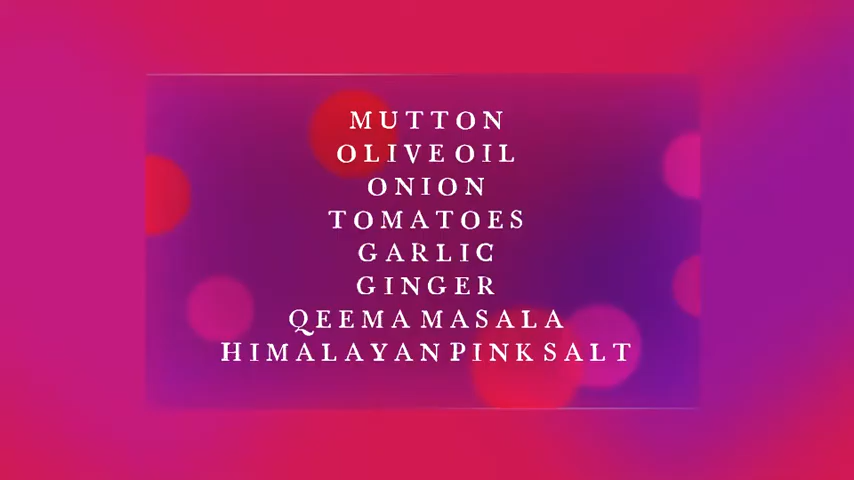 MUTTON
OLIVE OIL
ONION
TOMATOES
GARLIC
GINGER
QEEMA MASALA
HIMALAYAN PINK SALT